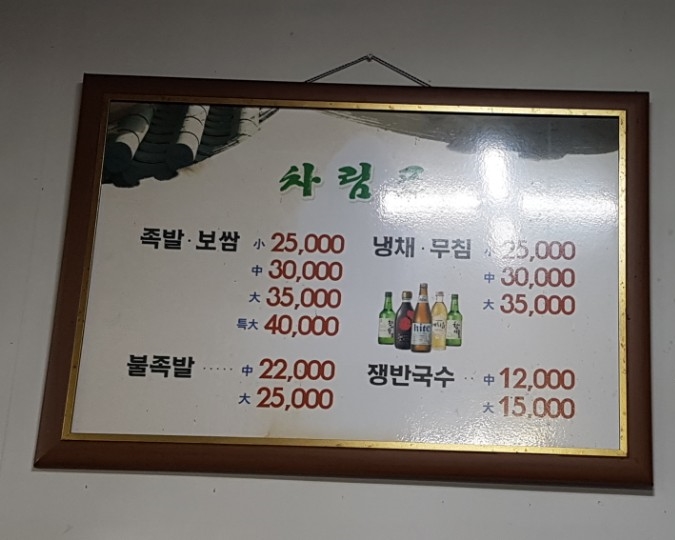 차림표
족발·보쌈 小 25,000
中 30,000
大 35,000
특大 40,000
불족발 ····· 中 22,000
大 25,000
냉채·무침 小 25,000
中 30,000
大 35,000
hite
쟁반국수 ·· 中 12,000
大 15,000